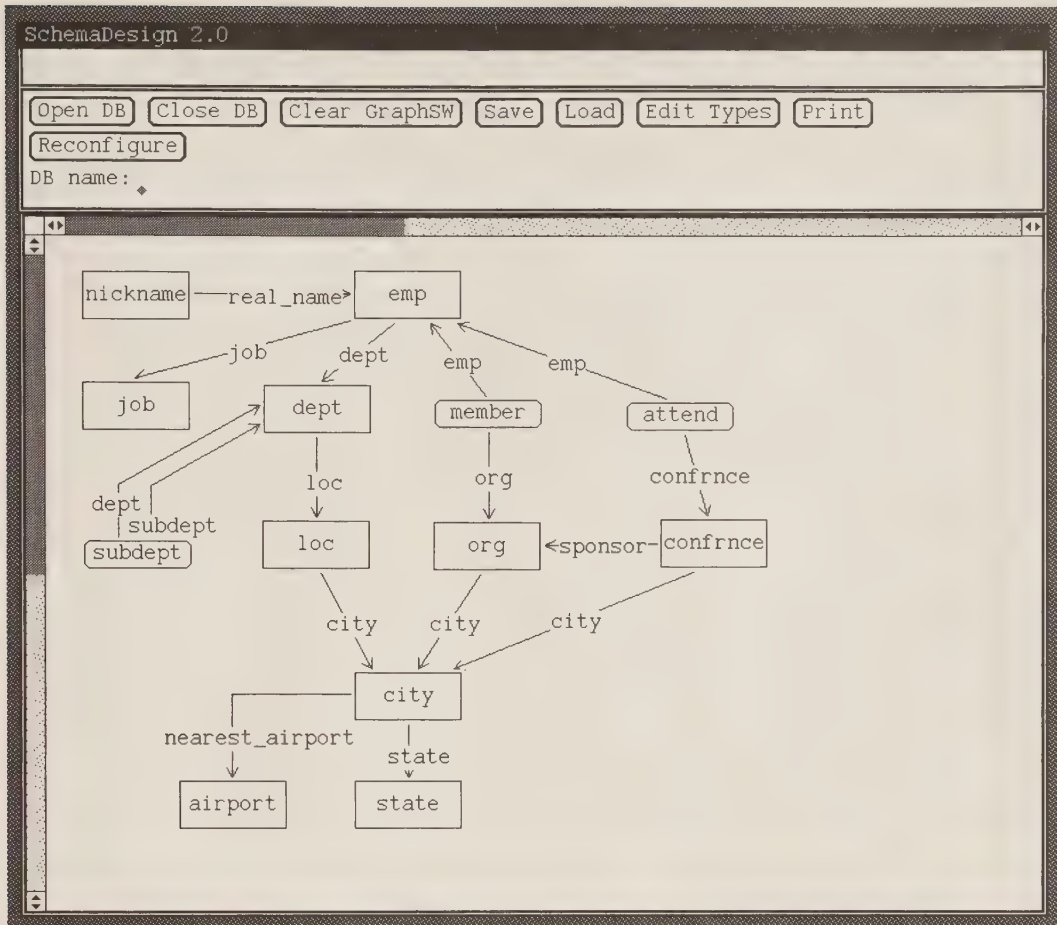 SchemaDesign 2.0
Open DB Close DB Clear GraphSW Save Load Edit Types Print
Reconfigure
DB name:
nickname real_name emp
job dept emp emp
job dept member attend
loc org confrnce
dept
subdept
subdept loc org sponsor confrnce
city city city
city
nearest_airport
state
airport state